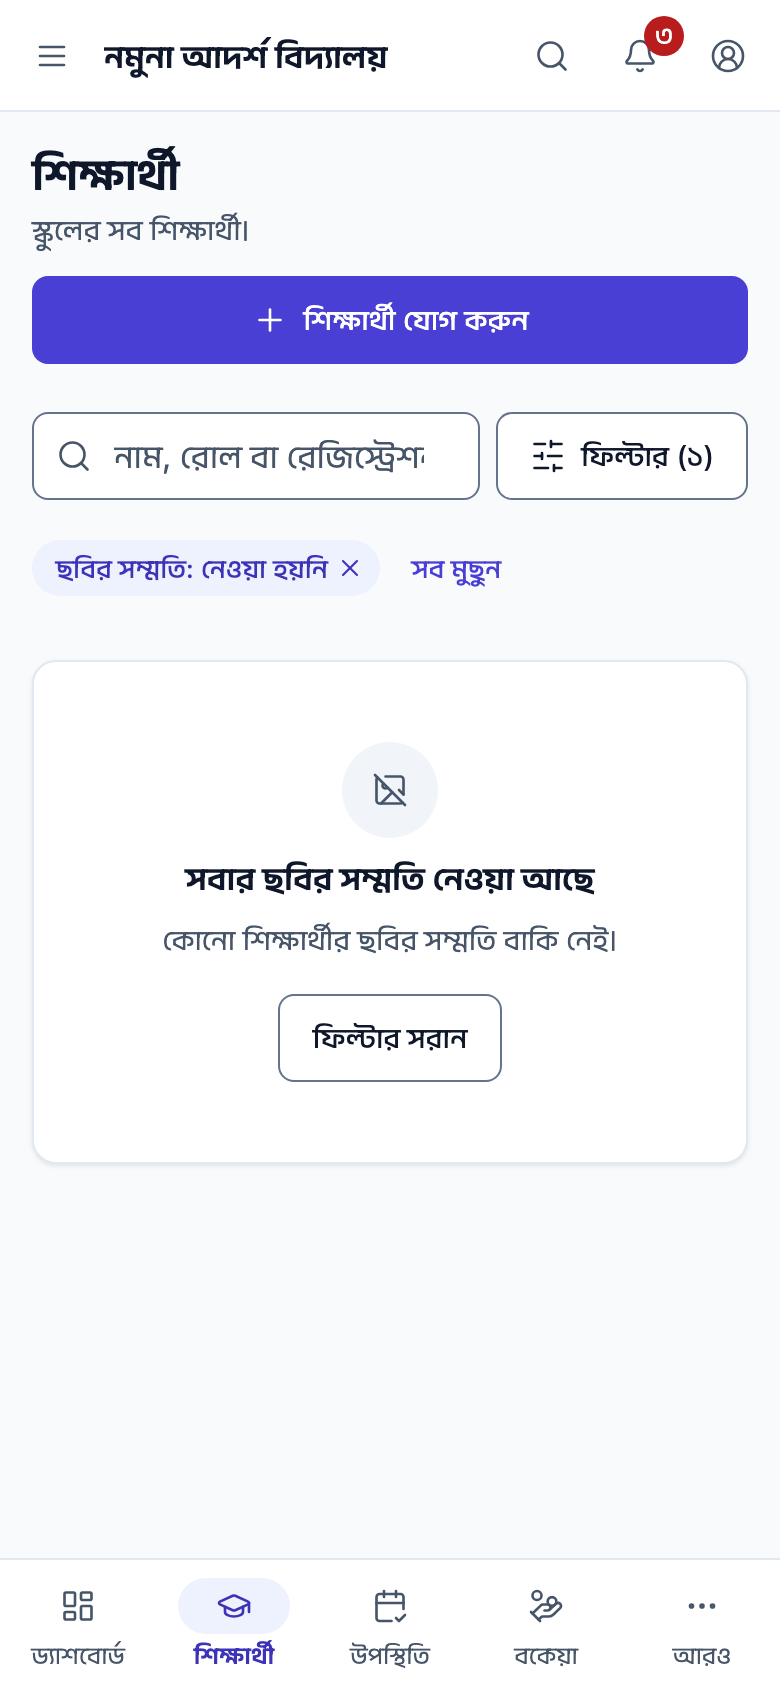 নমুনা আদর্শ বিদ্যালয়
৩
শিক্ষার্থী
স্কুলের সব শিক্ষার্থী।
শিক্ষার্থী যোগ করুন
নাম, রোল বা রেজিস্ট্রেশ
ফিল্টার (১)
ছবির সম্মতি: নেওয়া হয়নি
সব মুছুন
সবার ছবির সম্মতি নেওয়া আছে
কোনো শিক্ষার্থীর ছবির সম্মতি বাকি নেই।
ফিল্টার সরান
ড্যাশবোর্ড
শিক্ষার্থী
উপস্থিতি
বকেয়া
আরও